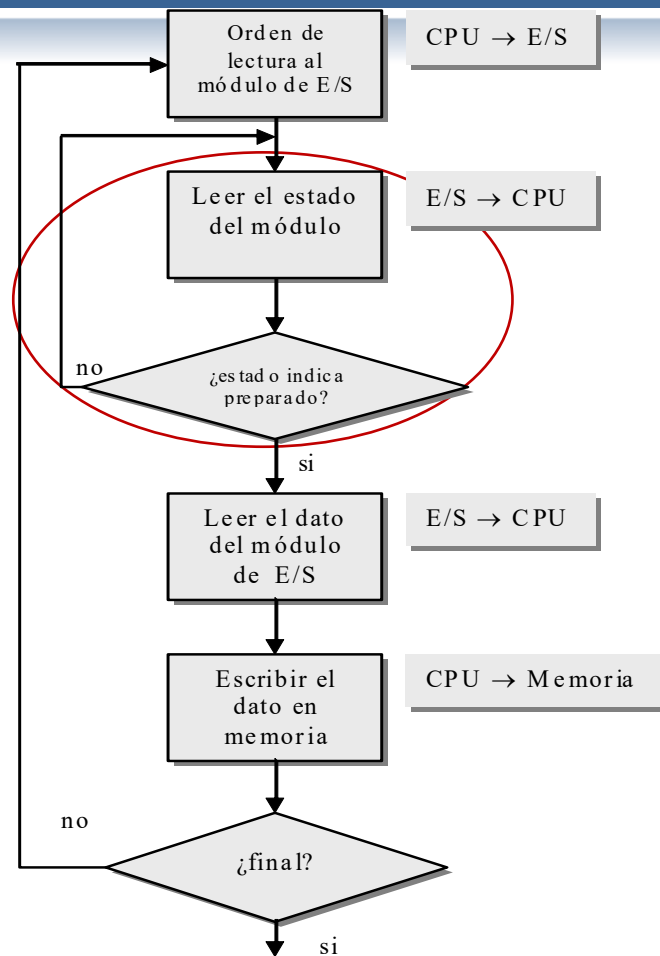 Orden de
lectura al
módulo de E/S
CPU → E/S
Leer el estado
del módulo
E/S → CPU
no
¿estado indica
preparado?
si
Leer el dato
del módulo
de E/S
E/S → CPU
Escribir el
dato en
memoria
CPU → Memoria
no
¿final?
si